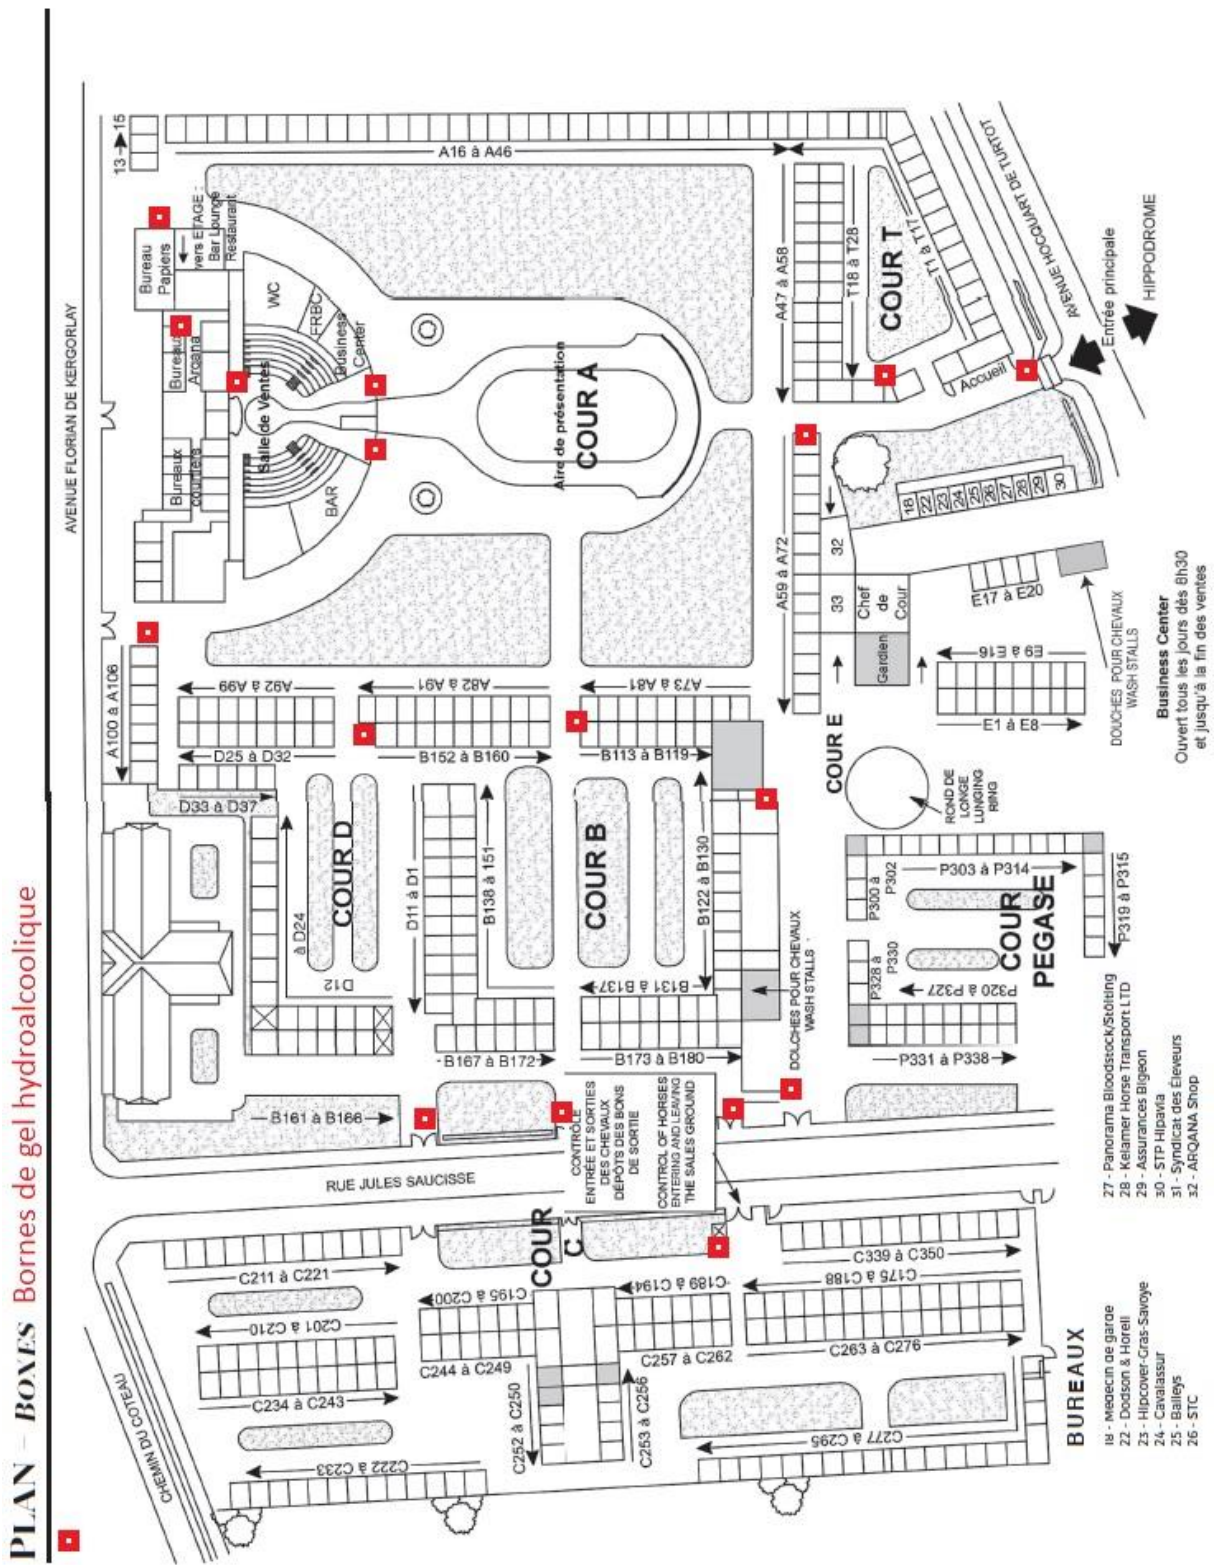 PLAN – BOXES Bornes de gel hydroalcoolique
AVENUE FLORIAN DE KERGORLAY
13 → 15
A16 à A46
Bureau
Papiers
vers ETAGE -
Bar Lounge
Restaurant
Bureau
Arqana
WC
FRBC
Business
Center
Salle de Ventes
Bureaux
courtiers
BAR
Aire de présentation
COUR A
A47 à A58
T18 à T28
COUR T
T1 à T17
AVENUE HOCQUART DE TURTOT
Entrée principale
HIPPODROME
Accueil
A59 à A72
32
33
Chef
de
Cour
Gardien
18
22
23
24
25
26
27
28
29
30
E17 à E20
DOUCHES POUR CHEVAUX
WASH STALLS
E9 à E16
E1 à E8
COUR E
ROND DE
LONGE
LUNGING
RING
Business Center
Ouvert tous les jours dès 8h30
et jusqu'à la fin des ventes
A100 à A106
A92 à A99
A82 à A91
A73 à A81
D25 à D32
B152 à B160
B113 à B119
D33 à D37
COUR D
à D24
D12
D11 à D1
B138 à 151
COUR B
B122 à B130
B131 à B137
B167 à B172
B173 à B180
B161 à B166
DOLCHES POUR CHEVAUX
WASH STALLS -
P300 à
P302
P303 à P314
P319 à P315
COUR
PEGASE
P328 à
P330
P320 à P327
P331 à P338
CONTRÔLE
ENTRÉE ET SORTIES
DES CHEVAUX
DÉPÔTS DES BONS
DE SORTIE
CONTROL OF HORSES
ENTERING AND LEAVING
THE SALES GROUND
RUE JULES SAUCISSE
COUR
C
C211 à C221
C201 à C210
C234 à C243
C222 à C233
C195 à C200
C189 à C194
C175 à C188
C339 à C350
C244 à C249
C257 à C262
C263 à C276
C252 à C250
C253 à C256
C277 à C295
CHEMIN DU COTEAU
BUREAUX
18 - Médecin de garde
22 - Dodson & Horell
23 - Hipcover-Gras-Savoye
24 - Cavalassur
25 - Baileys
26 - STC
27 - Panorama Bloodstock/Stölting
28 - Kelamer Horse Transport LTD
29 - Assurances Bigeon
30 - STP Hipavia
31 - Syndicat des Éleveurs
32 - ARQANA Shop